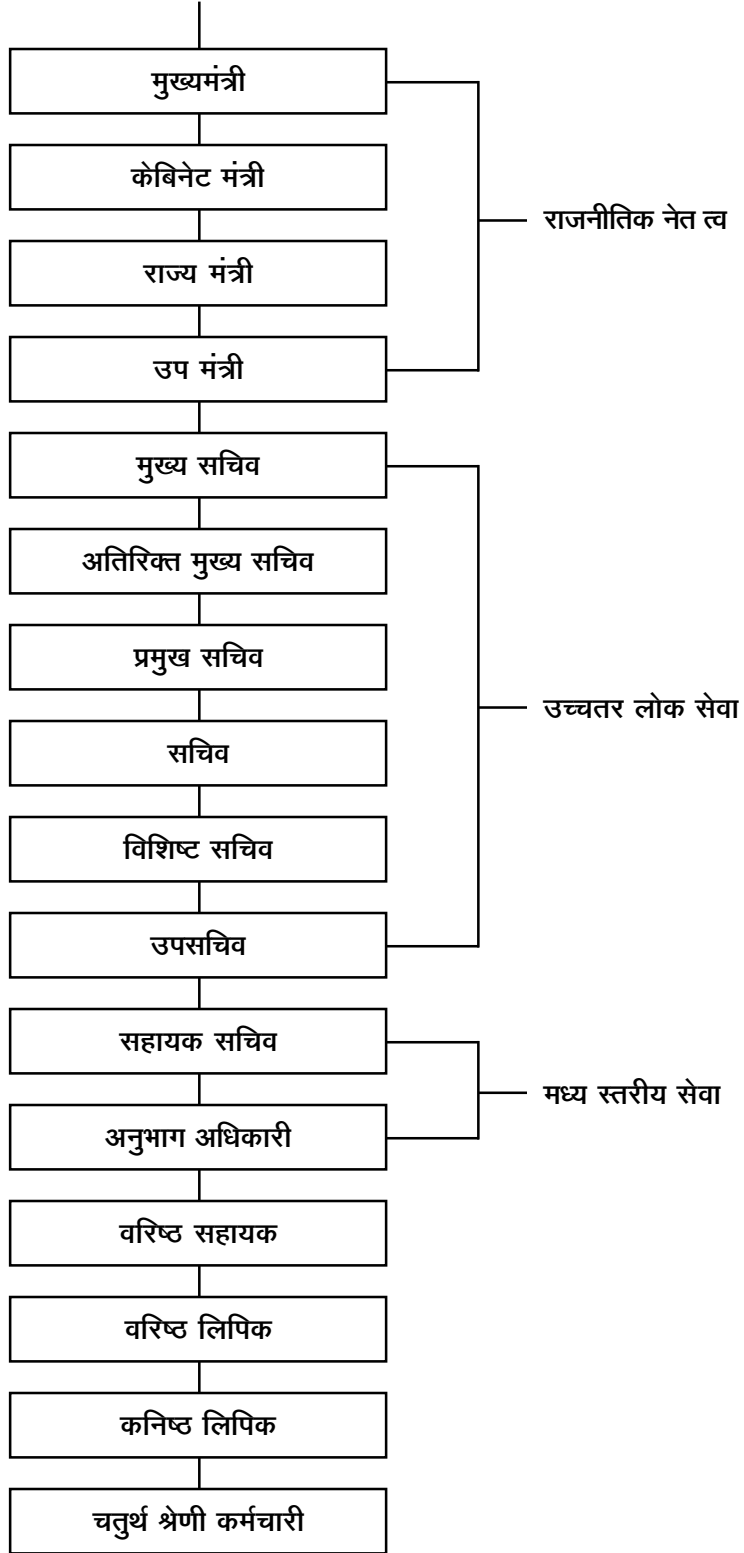 मुख्यमंत्री
केबिनेट मंत्री
राज्य मंत्री
राजनीतिक नेत त्व
उप मंत्री
मुख्य सचिव
अतिरिक्त मुख्य सचिव
प्रमुख सचिव
उच्चतर लोक सेवा
सचिव
विशिष्ट सचिव
उपसचिव
सहायक सचिव
मध्य स्तरीय सेवा
अनुभाग अधिकारी
वरिष्ठ सहायक
वरिष्ठ लिपिक
कनिष्ठ लिपिक
चतुर्थ श्रेणी कर्मचारी